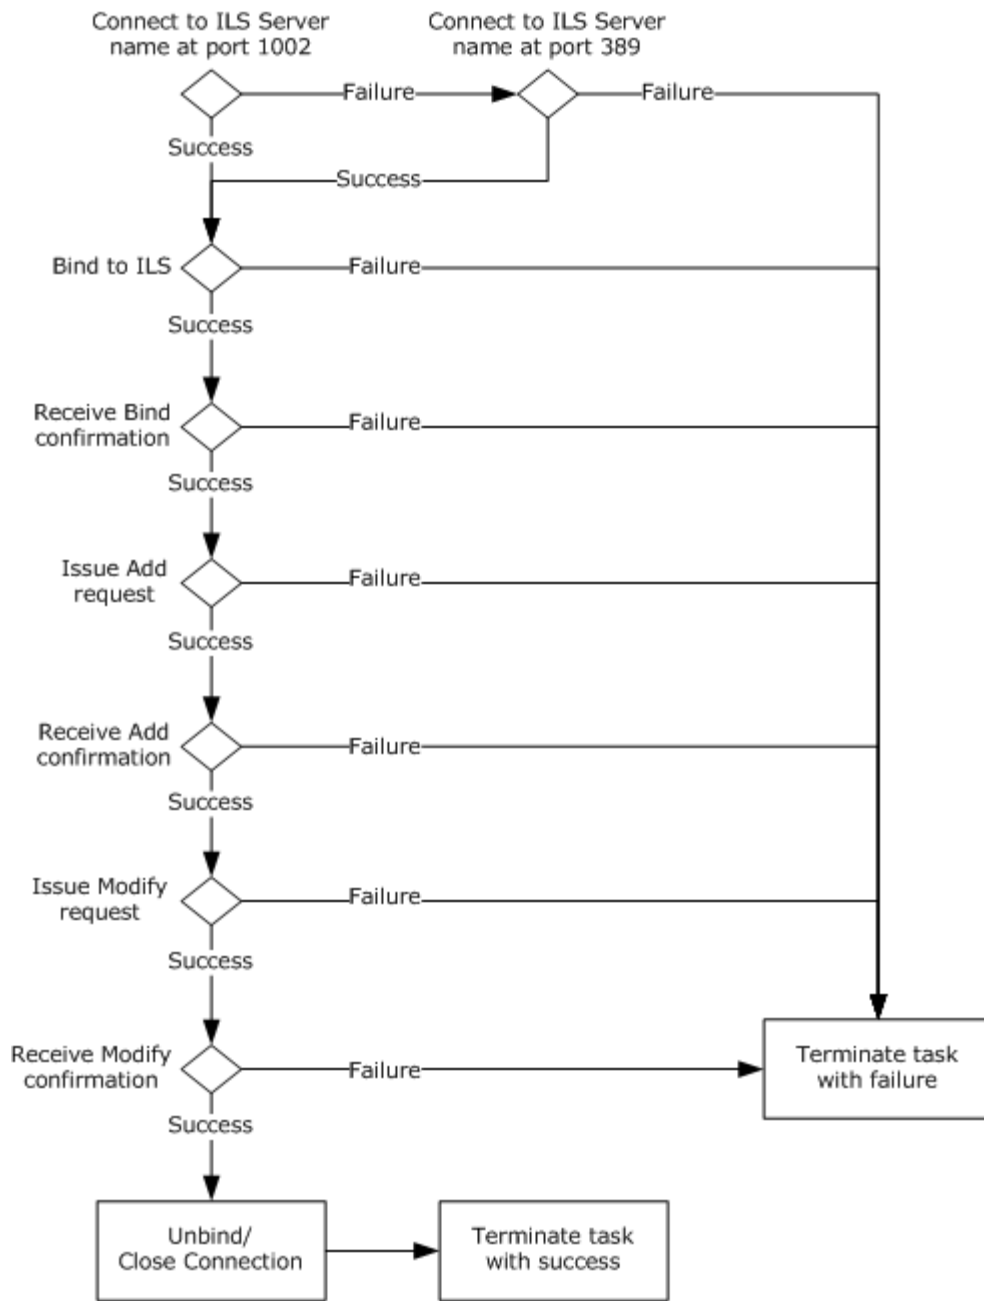 Connect to ILS Server
name at port 1002
Connect to ILS Server
name at port 389
Failure
Failure
Success
Success
Bind to ILS
Failure
Success
Receive Bind
confirmation
Failure
Success
Issue Add
request
Failure
Success
Receive Add
confirmation
Failure
Success
Issue Modify
request
Failure
Success
Receive Modify
confirmation
Failure
Terminate task
with failure
Success
Unbind/
Close Connection
Terminate task
with success